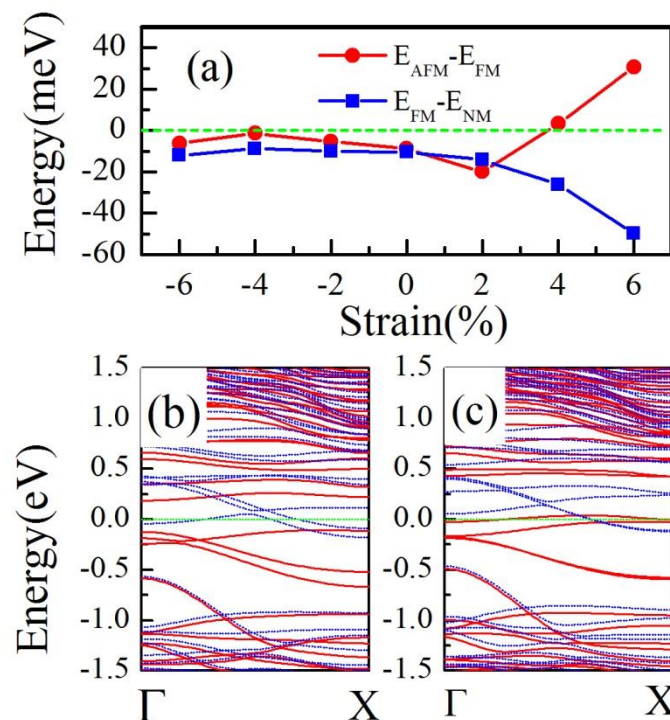 (a)
E_AFM-E_FM
E_FM-E_NM
Energy(meV)
40
20
0
-20
-40
-60
-6 -4 -2 0 2 4 6
Strain(%)
(b) (c)
Energy(eV)
1.5 1.5
1.0 1.0
0.5 0.5
0.0 0.0
-0.5 -0.5
-1.0 -1.0
-1.5 -1.5
Γ X Γ X